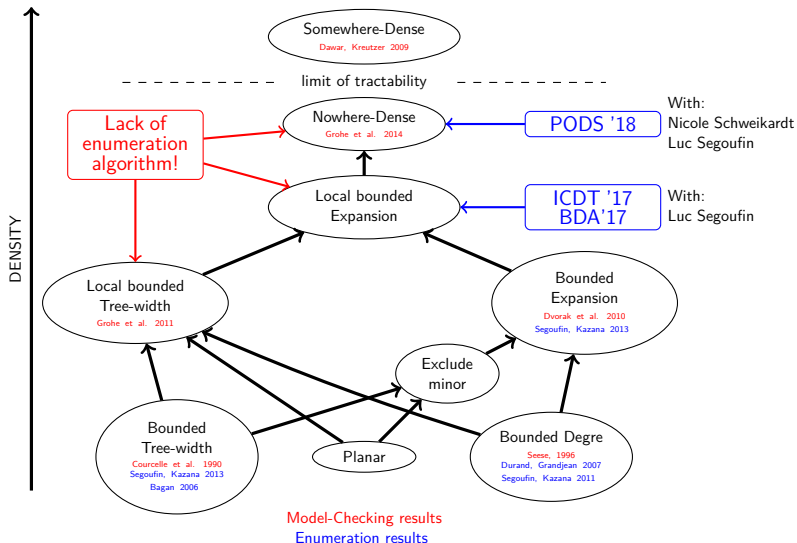 Somewhere-Dense
Dawar, Kreutzer 2009
limit of tractability
Nowhere-Dense
Grohe et al. 2014
Lack of
enumeration
algorithm!
PODS '18
With:
Nicole Schweikardt
Luc Segoufin
Local bounded
Expansion
ICDT '17
BDA'17
With:
Luc Segoufin
DENSITY
Local bounded
Tree-width
Grohe et al. 2011
Bounded
Expansion
Dvorak et al. 2010
Segoufin, Kazana 2013
Exclude
minor
Bounded
Tree-width
Courcelle et al. 1990
Segoufin, Kazana 2013
Bagan 2006
Planar
Bounded Degre
Seese, 1996
Durand, Grandjean 2007
Segoufin, Kazana 2011
Model-Checking results
Enumeration results